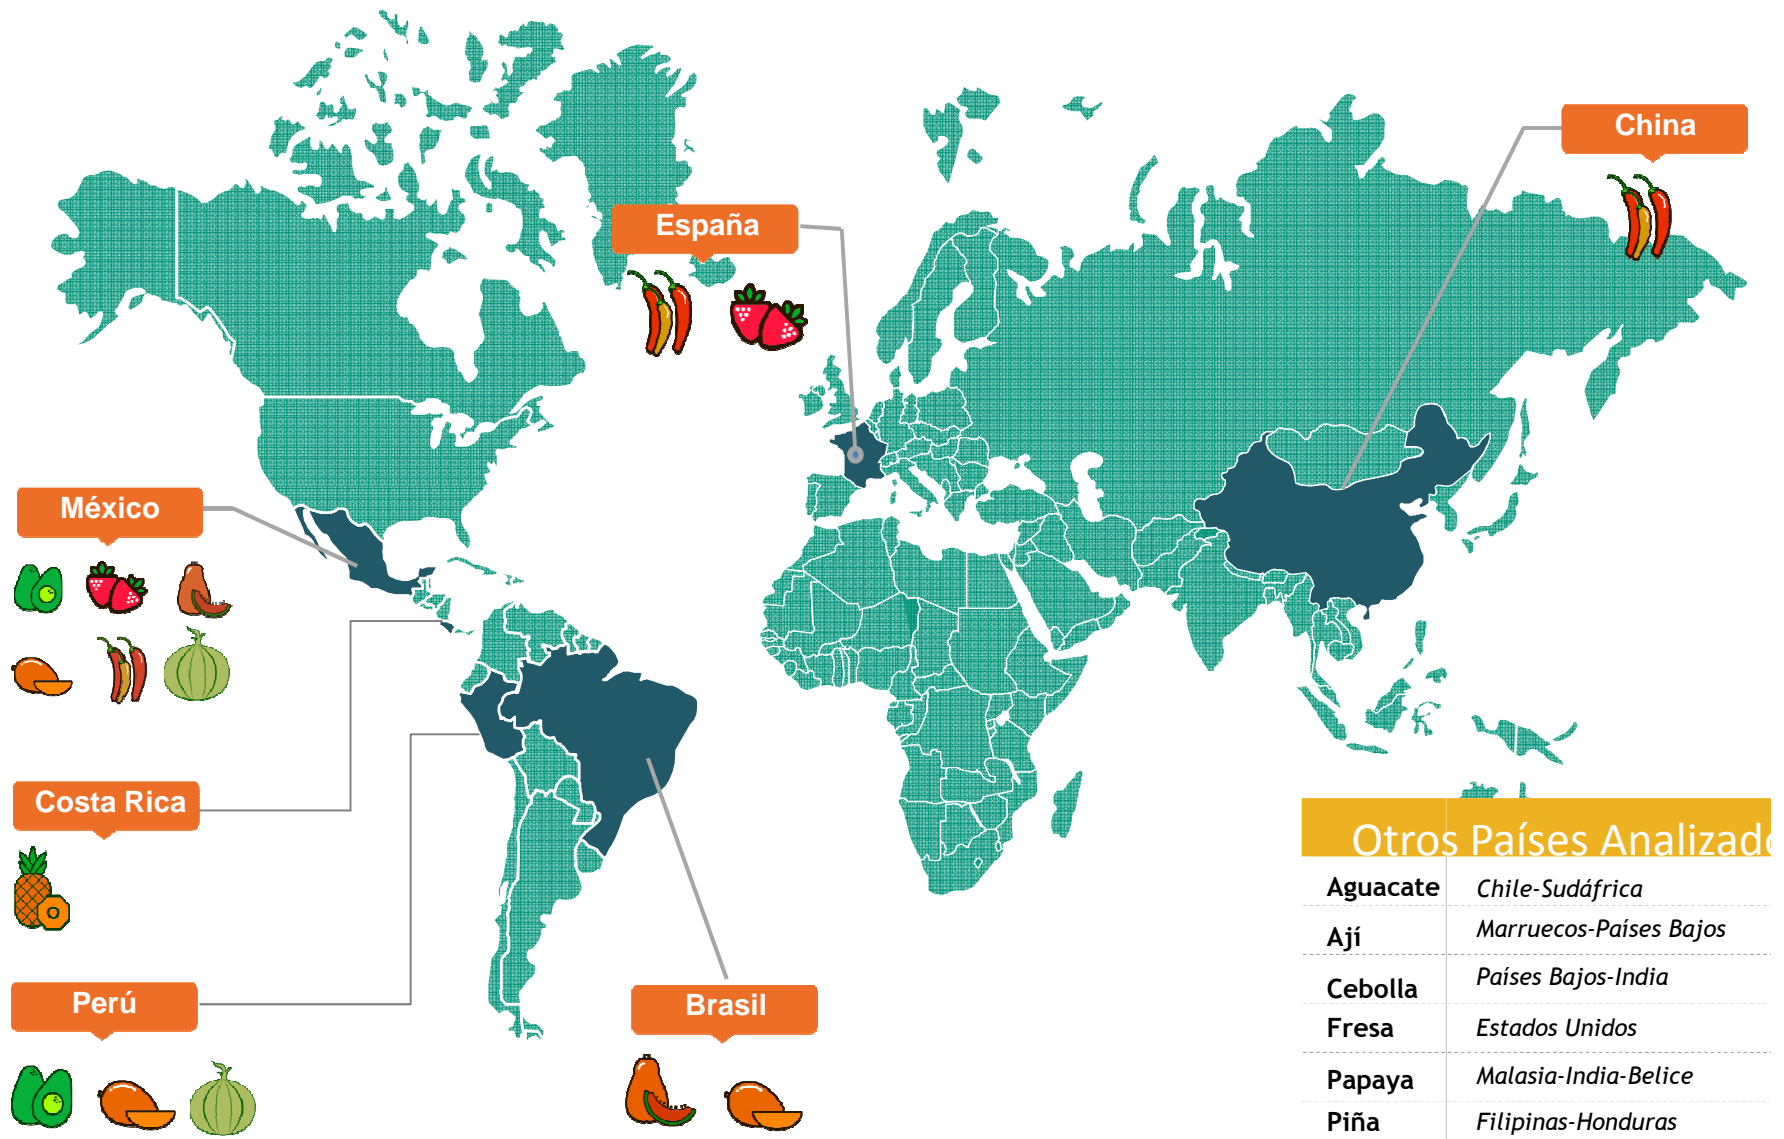 China
España
México
Costa Rica
Perú
Brasil
Otros Países Analizado
Aguacate Chile-Sudáfrica
Ají Marruecos-Países Bajos
Cebolla Países Bajos-India
Fresa Estados Unidos
Papaya Malasia-India-Belice
Piña Filipinas-Honduras